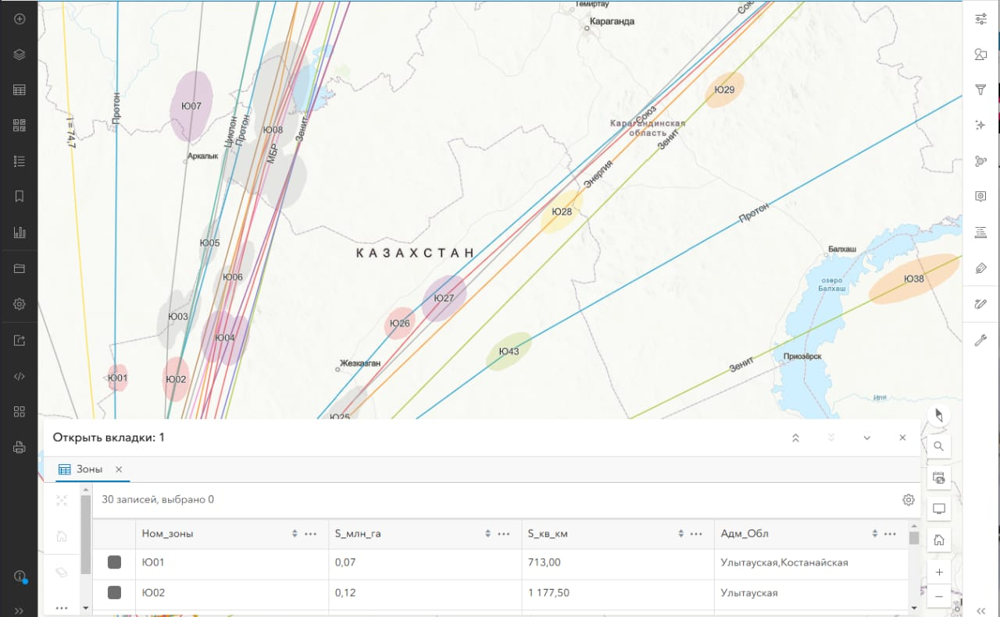 Темиртау
Караганда
Союз
Ю29
Ю07
i = 74,7
Протон
Циклон
Протон
Ю08
МБР
Зенит
Аркалык
Союз
Карагандинская
область
Зенит
Энергия
Ю28
Протон
Ю05
КАЗАХСТАН
Балхаш
Ю06
озеро
Балхаш
Ю38
Ю27
Ю03
Ю26
Ю04
Ю43
Приозёрск
Жезказган
Зенит
Ю01
Ю02
Или
Ю25
Открыть вкладки: 1
Зоны
30 записей, выбрано 0
Ном_зоны S_млн_га S_кв_км Адм_Обл
Ю01 0,07 713,00 Улытауская,Костанайская
Ю02 0,12 1 177,50 Улытауская